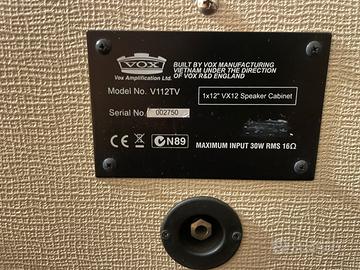 VOX
Vox Amplification Ltd.
BUILT BY VOX MANUFACTURING
VIETNAM UNDER THE DIRECTION
OF VOX R&D ENGLAND
Model No. V112TV
1x12" VX12 Speaker Cabinet
Serial No. 002750
CE N89
MAXIMUM INPUT 30W RMS 16Ω